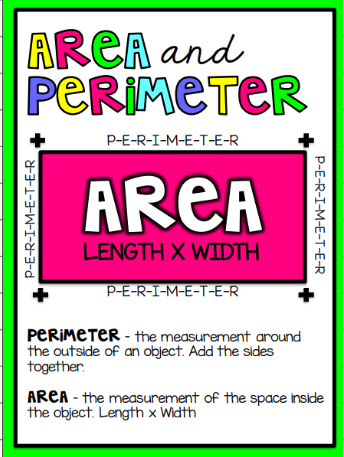 AREA and
PERIMETER
P-E-R-I-M-E-T-E-R
P-E-R-I-M-E-T-E-R
AREA
LENGTH X WIDTH
P-E-R-I-M-E-T-E-R
P-E-R-I-M-E-T-E-R
PERIMETER - the measurement around
the outside of an object. Add the sides
together.
AREA - the measurement of the space inside
the object. Length x Width